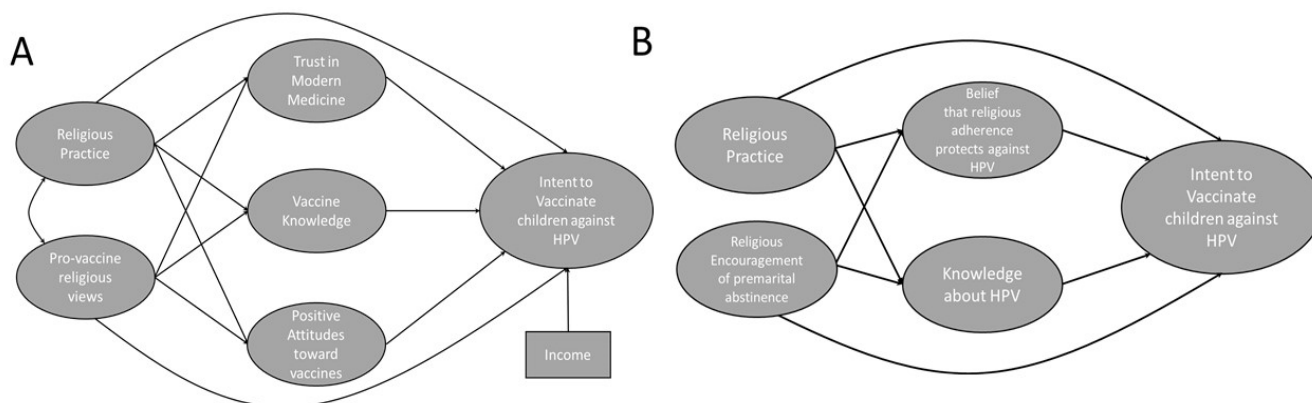 A
Religious
Practice
Pro-vaccine
religious
views
Trust in
Modern
Medicine
Vaccine
Knowledge
Positive
Attitudes
toward
vaccines
Intent to
Vaccinate
children against
HPV
Income
B
Religious
Practice
Religious
Encouragement
of premarital
abstinence
Belief
that religious
adherence
protects against
HPV
Knowledge
about HPV
Intent to
Vaccinate
children against
HPV